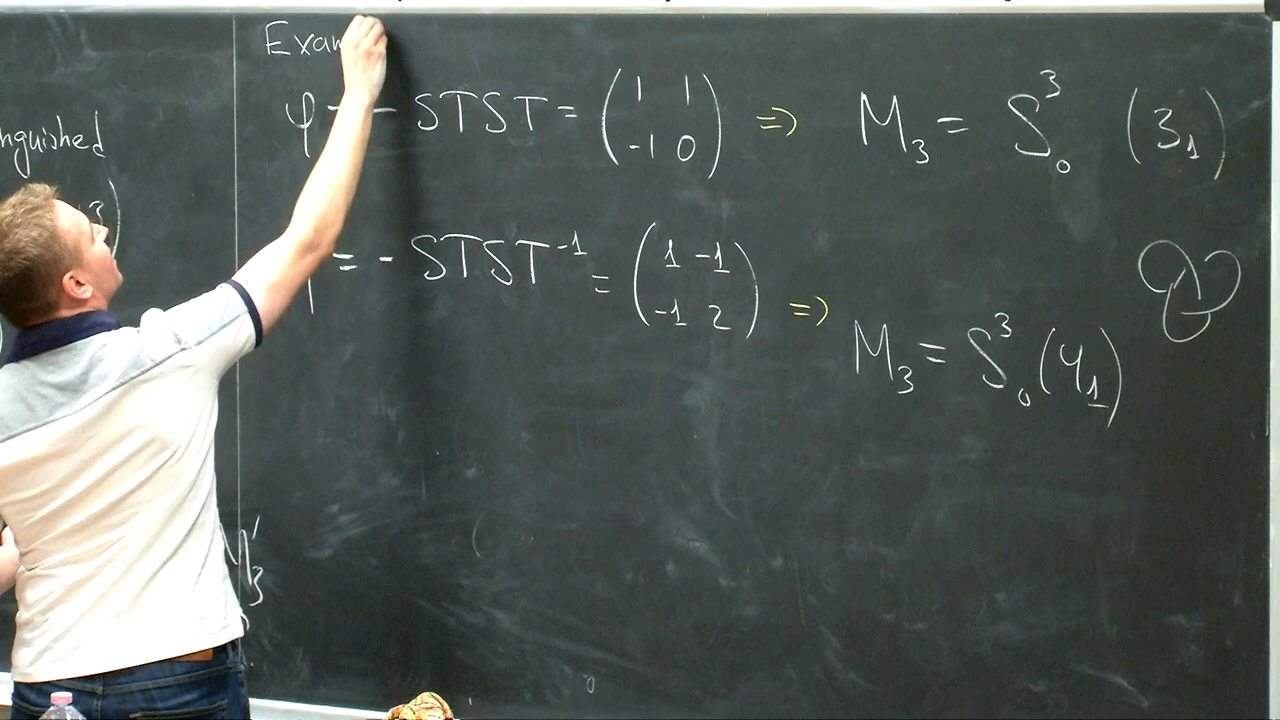 nguished
3)
Exam
φ = - STST = ( 1 1 / -1 0 ) ⇒ M₃ = S³₀ (3₁)
= - STST⁻¹ = ( 1 -1 / -1 2 ) ⇒ M₃ = S³₀ (4₁)